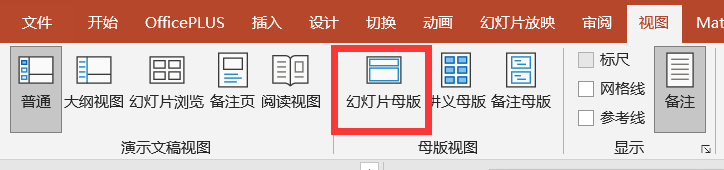 文件 开始 OfficePLUS 插入 设计 切换 动画 幻灯片放映 审阅 视图 Mat
普通 大纲视图 幻灯片浏览 备注页 阅读视图 幻灯片母版 讲义母版 备注母版 备注
标尺
网格线
参考线
演示文稿视图 母版视图 显示